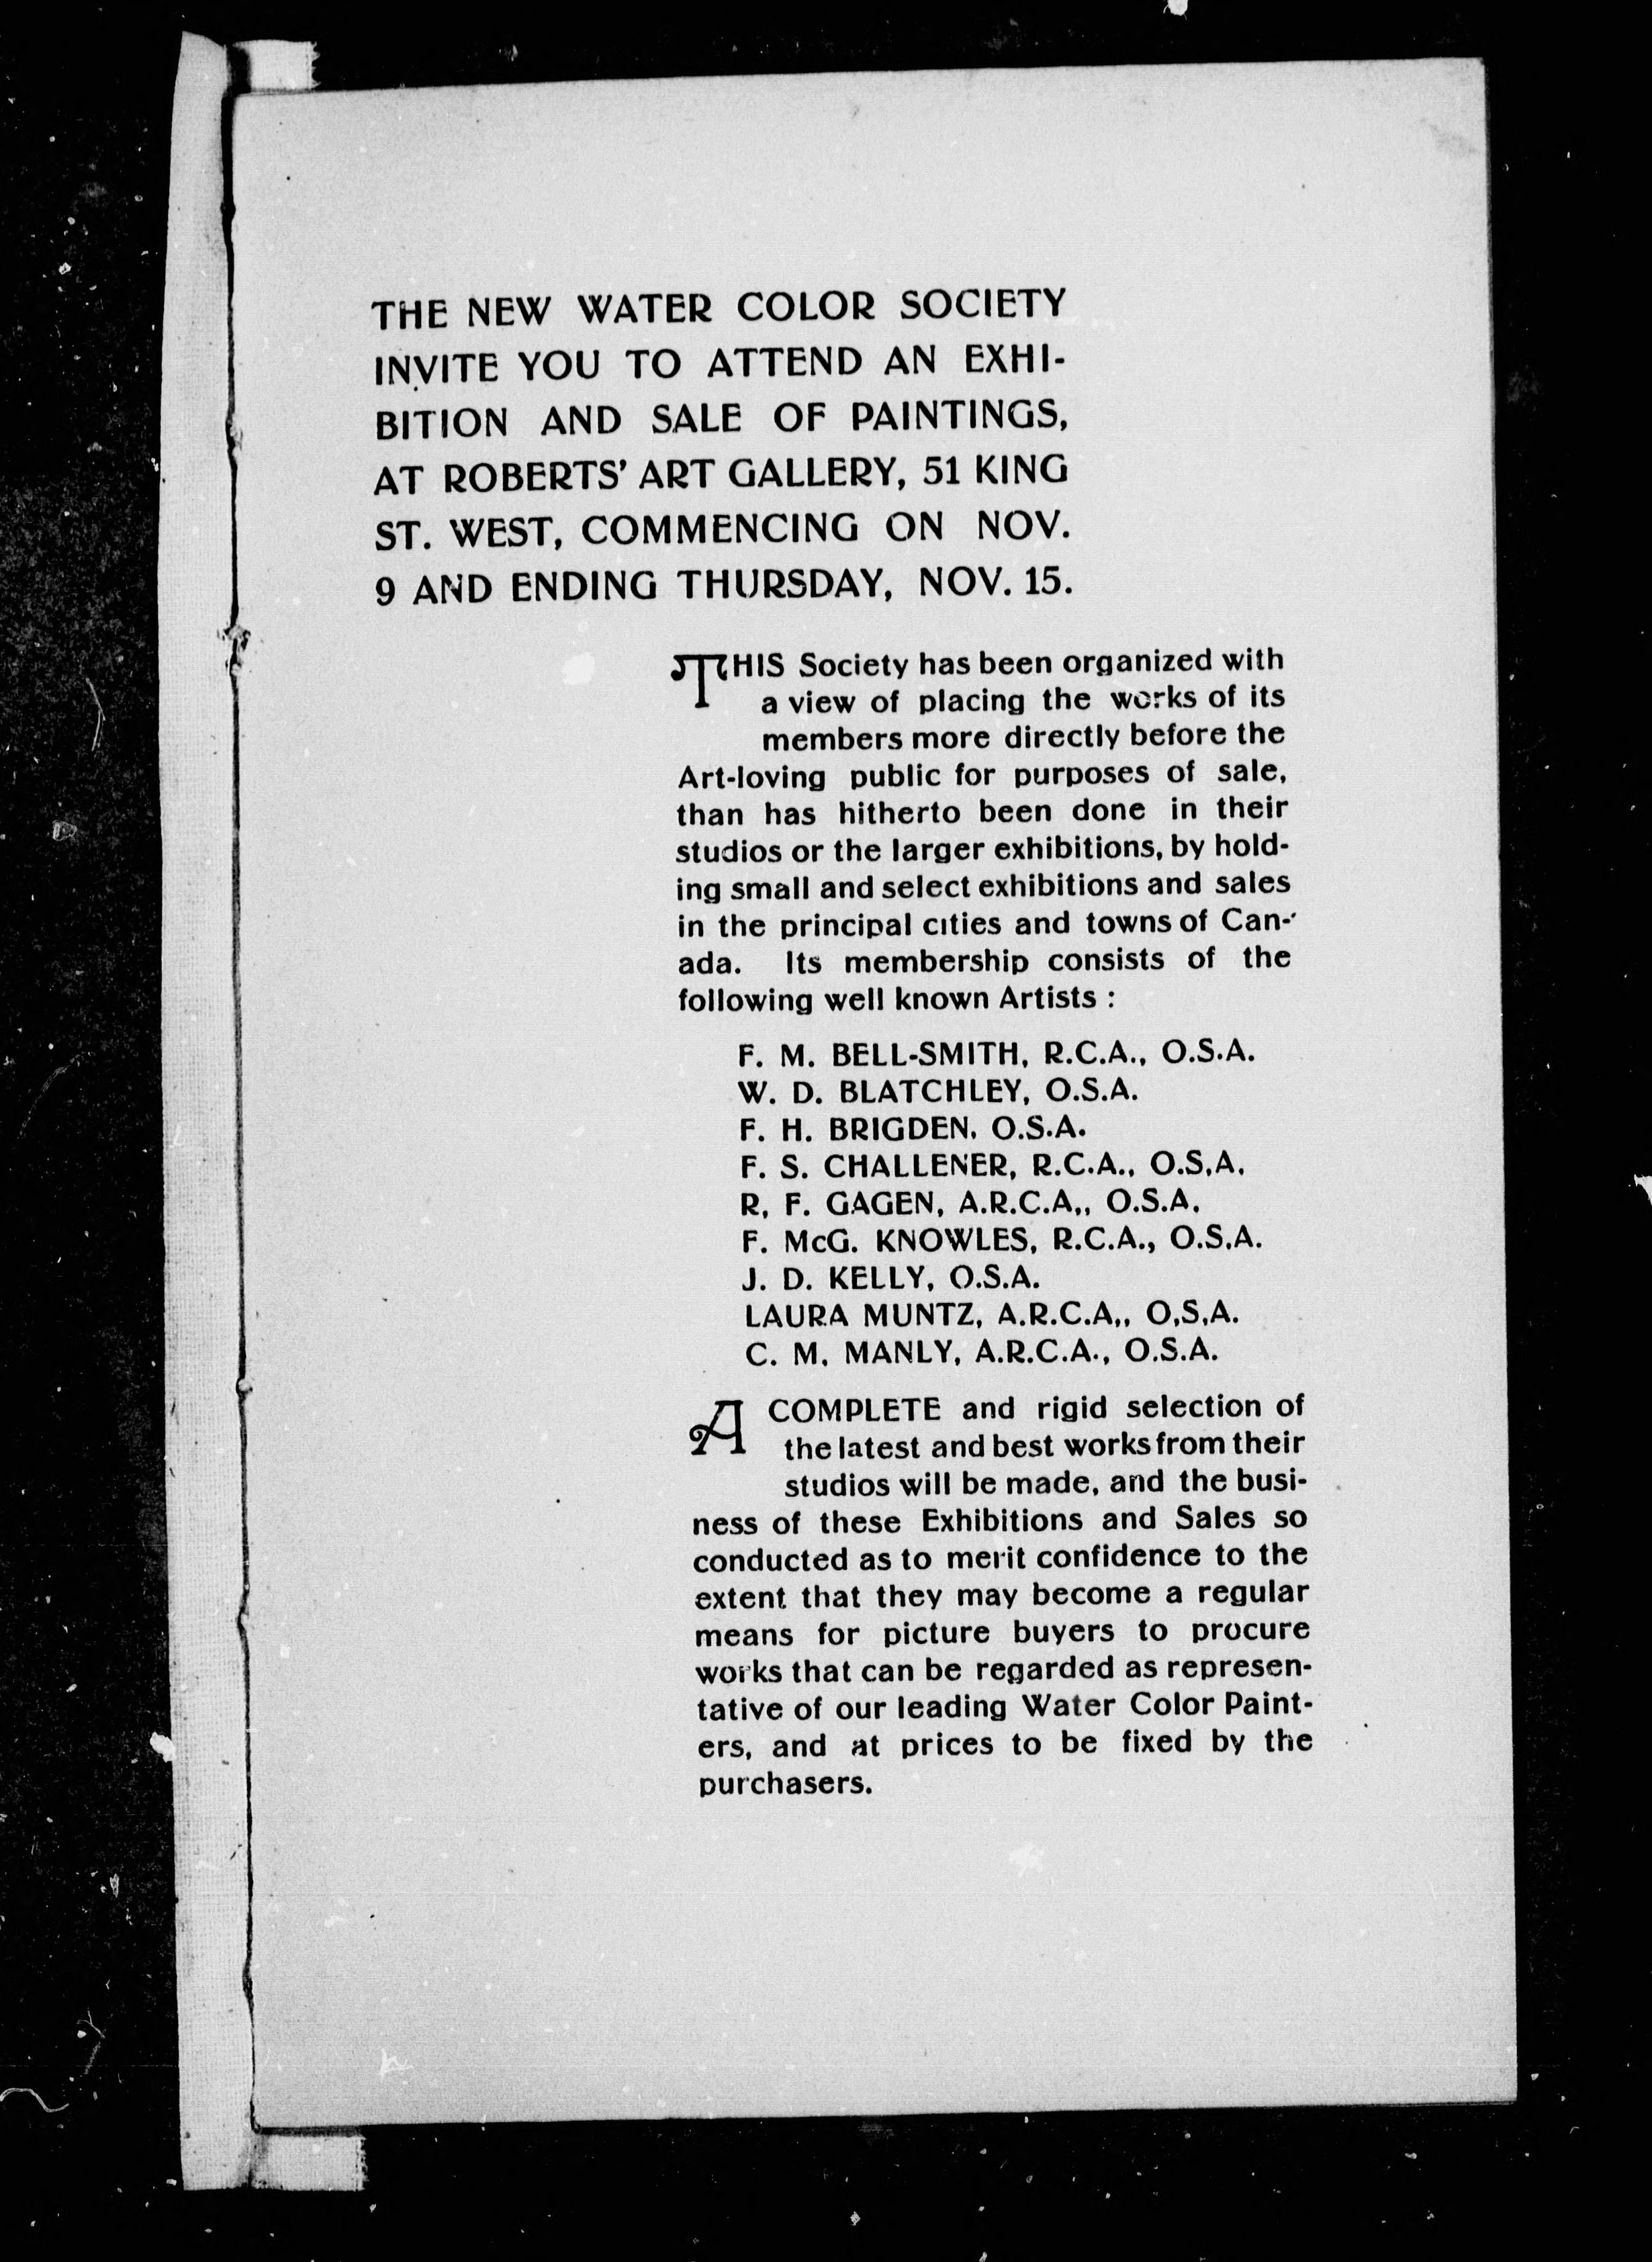 THE NEW WATER COLOR SOCIETY
INVITE YOU TO ATTEND AN EXHI-
BITION AND SALE OF PAINTINGS,
AT ROBERTS' ART GALLERY, 51 KING
ST. WEST, COMMENCING ON NOV.
9 AND ENDING THURSDAY, NOV. 15.
THIS Society has been organized with
a view of placing the works of its
members more directly before the
Art-loving public for purposes of sale,
than has hitherto been done in their
studios or the larger exhibitions, by hold-
ing small and select exhibitions and sales
in the principal cities and towns of Can-
ada. Its membership consists of the
following well known Artists :
F. M. BELL-SMITH, R.C.A., O.S.A.
W. D. BLATCHLEY, O.S.A.
F. H. BRIGDEN. O.S.A.
F. S. CHALLENER, R.C.A., O.S,A,
R, F. GAGEN, A.R.C.A,, O.S.A,
F. McG. KNOWLES, R.C.A., O.S,A.
J. D. KELLY, O.S.A.
LAURA MUNTZ, A.R.C.A,, O,S,A.
C. M, MANLY, A.R.C.A., O.S.A.
A COMPLETE and rigid selection of
the latest and best works from their
studios will be made, and the busi-
ness of these Exhibitions and Sales so
conducted as to merit confidence to the
extent that they may become a regular
means for picture buyers to procure
works that can be regarded as represen-
tative of our leading Water Color Paint-
ers, and at prices to be fixed by the
purchasers.